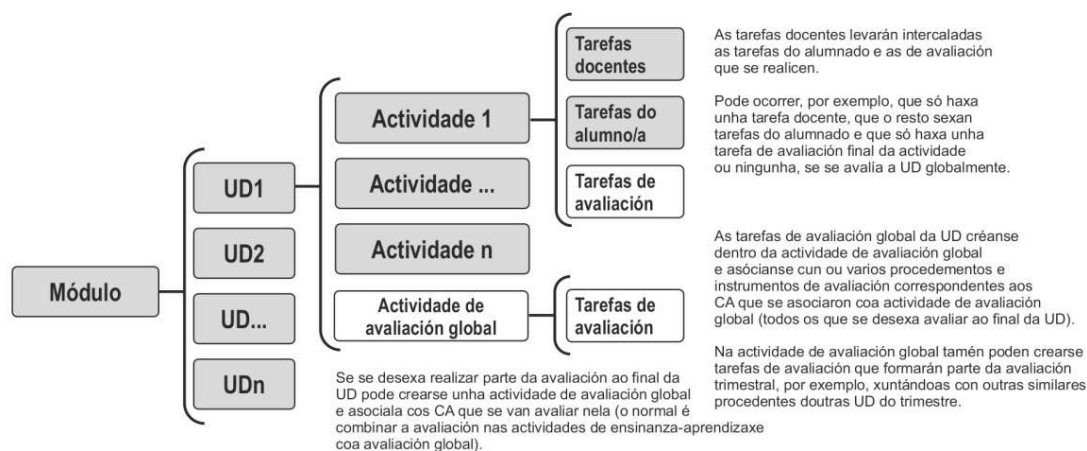 Módulo
UD1
UD2
UD...
UDn
Actividade 1
Actividade ...
Actividade n
Actividade de
avaliación global
Tarefas
docentes
Tarefas do
alumno/a
Tarefas de
avaliación
Tarefas de
avaliación
As tarefas docentes levarán intercaladas
as tarefas do alumnado e as de avaliación
que se realicen.
Pode ocorrer, por exemplo, que só haxa
unha tarefa docente, que o resto sexan
tarefas do alumnado e que só haxa unha
tarefa de avaliación final da actividade
ou ningunha, se se avalía a UD globalmente.
As tarefas de avaliación global da UD créanse
dentro da actividade de avaliación global
e asócianse cun ou varios procedementos e
instrumentos de avaliación correspondentes aos
CA que se asociaron coa actividade de avaliación
global (todos os que se desexa avaliar ao final da UD).
Na actividade de avaliación global tamén poden crearse
tarefas de avaliación que formarán parte da avaliación
trimestral, por exemplo, xuntándoas con outras similares
procedentes doutras UD do trimestre.
Se se desexa realizar parte da avaliación ao final da
UD pode crearse unha actividade de avaliación global
e asociala cos CA que se van avaliar nela (o normal é
combinar a avaliación nas actividades de ensinanza-aprendizaxe
coa avaliación global).